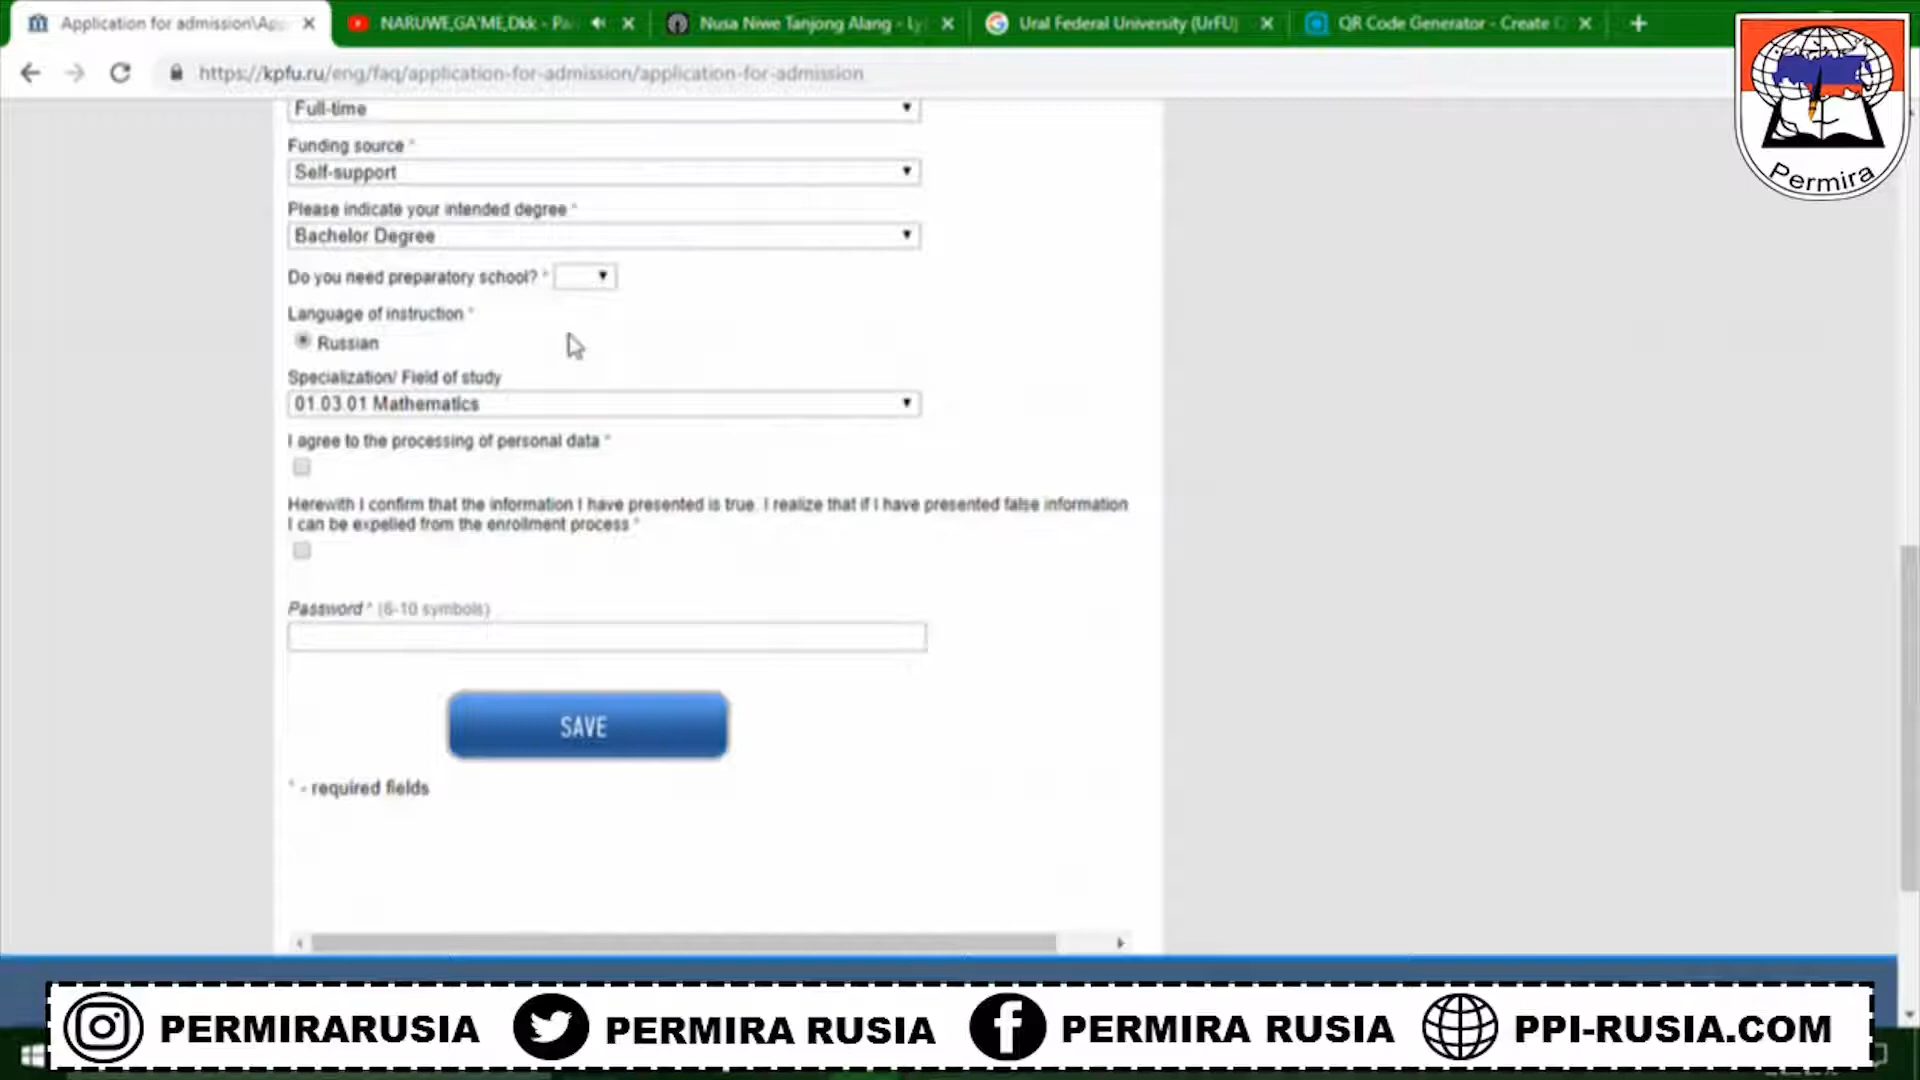 Application for admission\App
NARUWE,GA'ME,Dkk - Pa
Nusa Niwe Tanjong Alang - Ly
Ural Federal University (UrFU)
QR Code Generator - Create
https://kpfu.ru/eng/faq/application-for-admission/application-for-admission
Permira
Full-time
Funding source *
Self-support
Please indicate your intended degree *
Bachelor Degree
Do you need preparatory school? *
Language of instruction *
Russian
Specialization/ Field of study
01.03.01 Mathematics
I agree to the processing of personal data *
Herewith I confirm that the information I have presented is true. I realize that if I have presented false information
I can be expelled from the enrollment process *
Password * (6-10 symbols)
SAVE
* - required fields
PERMIRARUSIA
PERMIRA RUSIA
PERMIRA RUSIA
PPI-RUSIA.COM